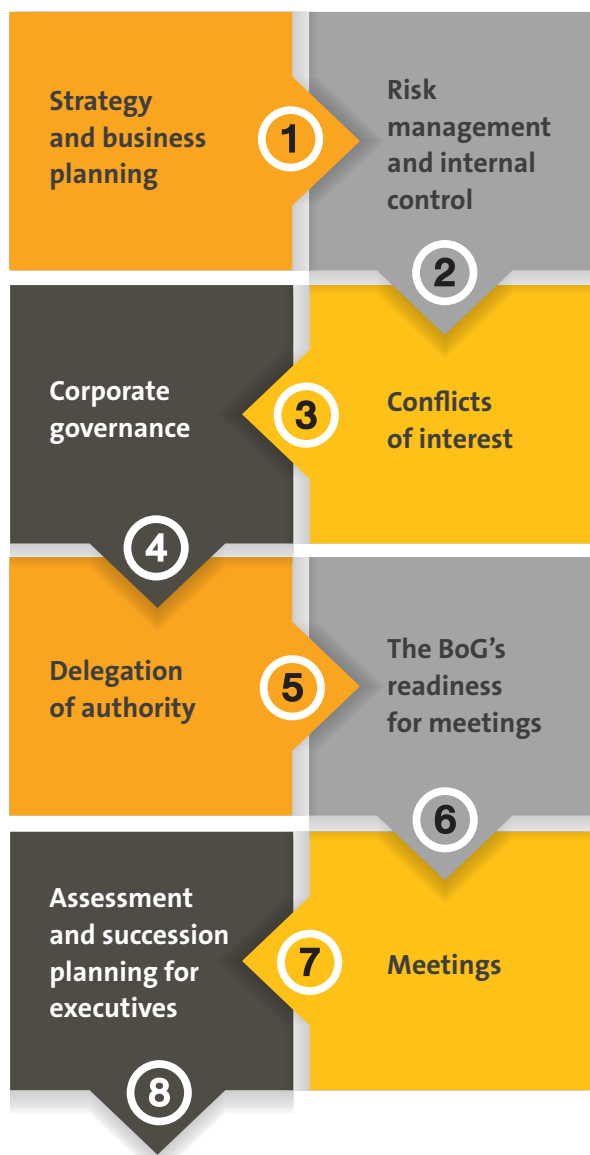 Strategy
and business
planning
1
Risk
management
and internal
control
2
Conflicts
of interest
3
Corporate
governance
4
Delegation
of authority
5
The BoG’s
readiness
for meetings
6
Meetings
7
Assessment
and succession
planning for
executives
8